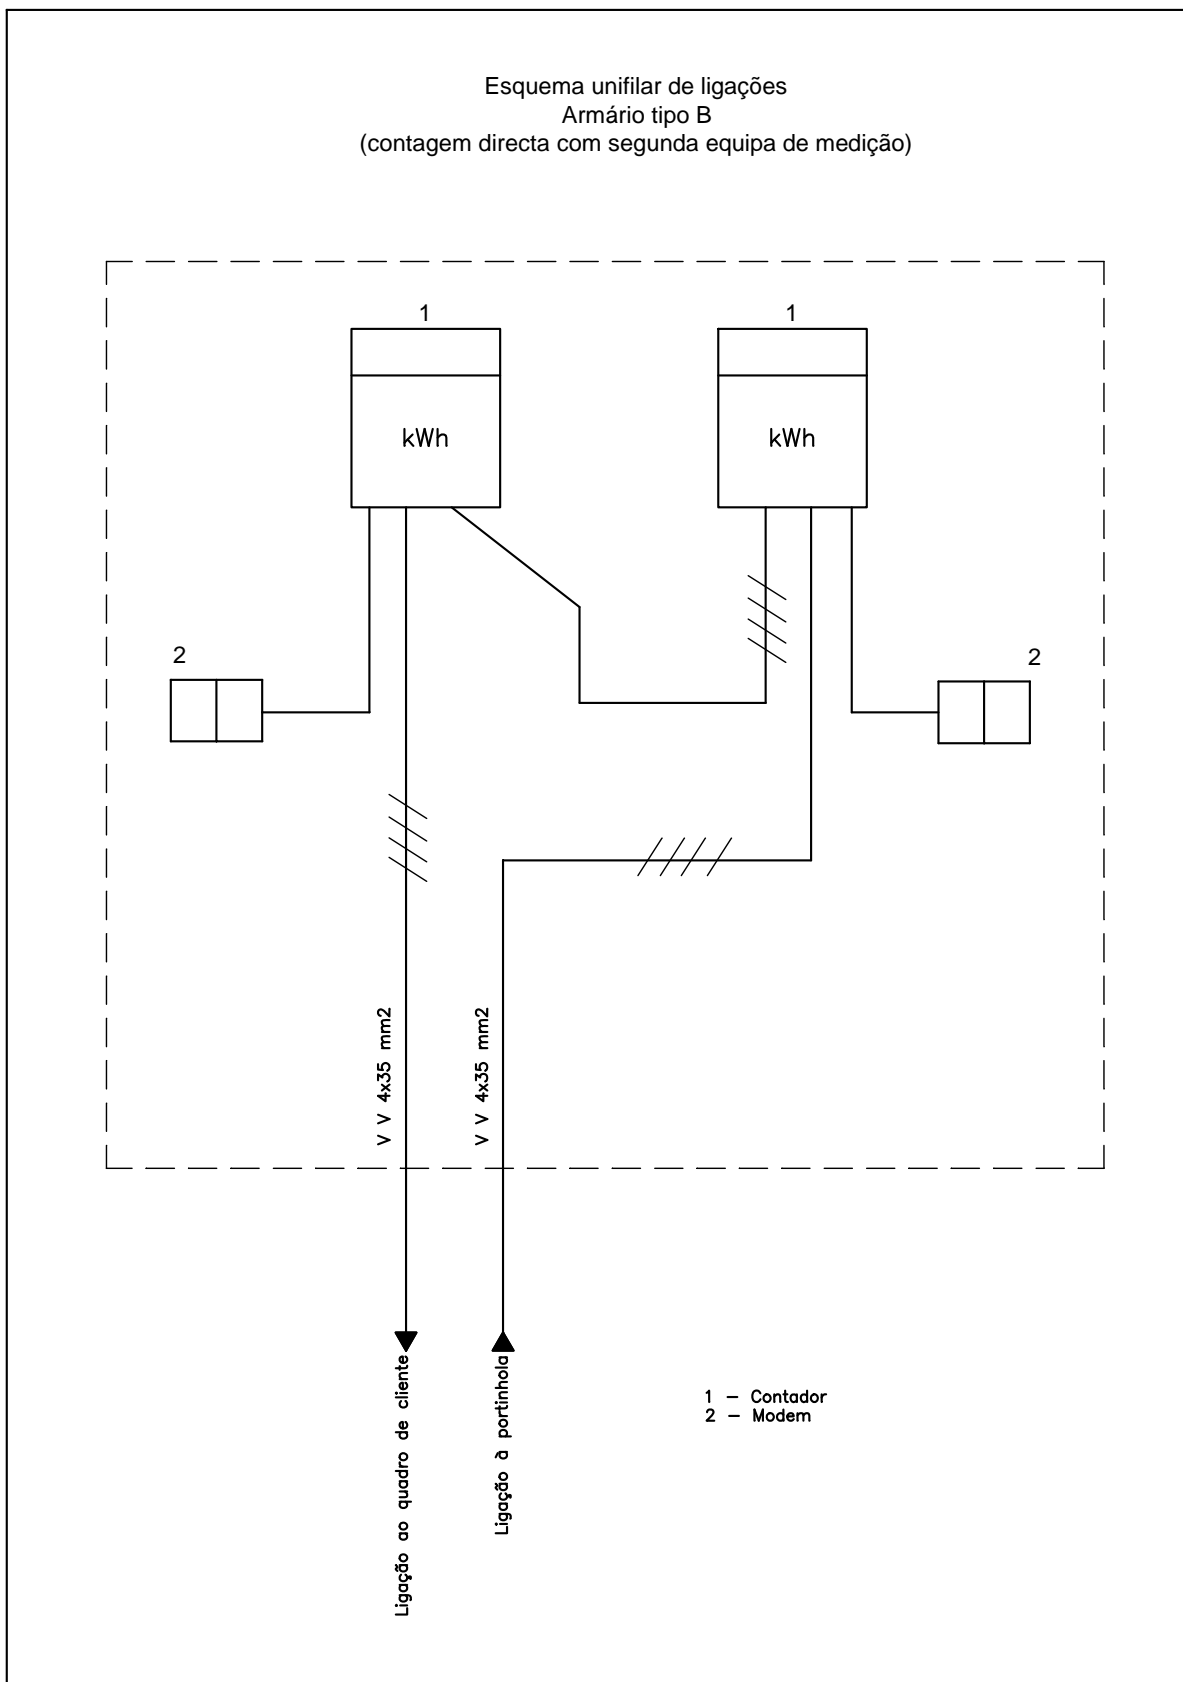 Esquema unifilar de ligações
Armário tipo B
(contagem directa com segunda equipa de medição)
1
1
kWh
kWh
2
2
V V 4x35 mm2
V V 4x35 mm2
Ligação ao quadro de cliente
Ligação à portinhola
1 – Contador
2 – Modem